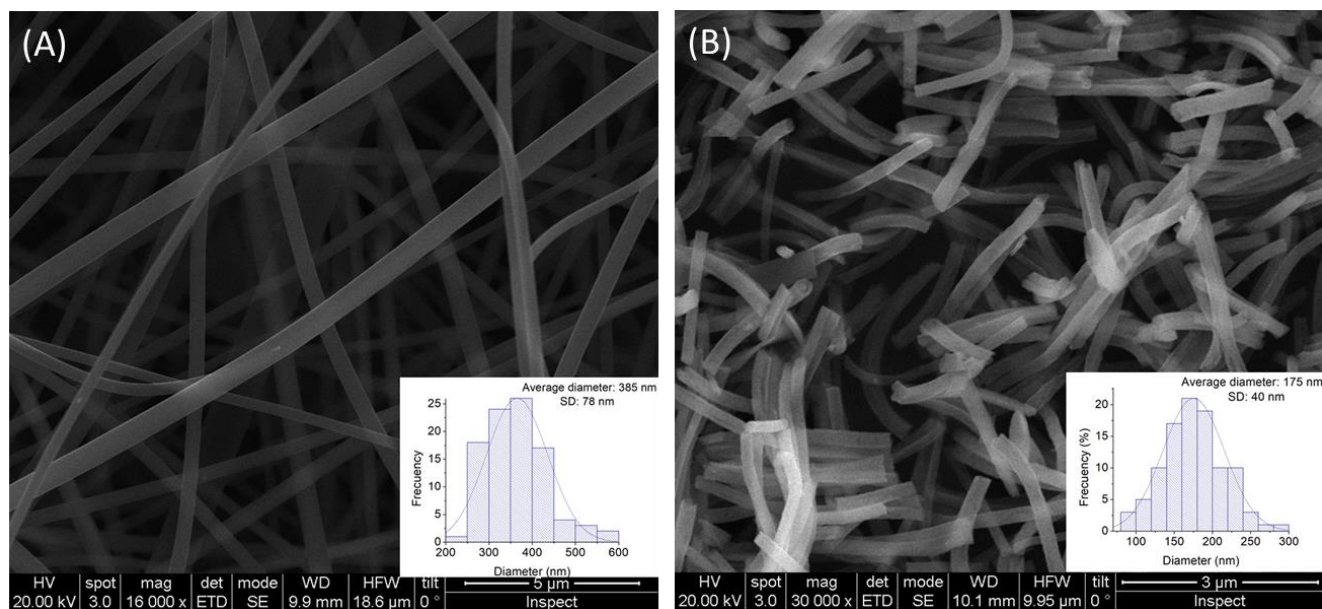 (A)
Average diameter: 385 nm
SD: 78 nm
Frecuency
25
20
15
10
5
0
200 300 400 500 600
Diameter (nm)
HV spot mag det mode WD HFW tilt
20.00 kV 3.0 16 000 x ETD SE 9.9 mm 18.6 µm 0 °
5 µm
Inspect
(B)
Average diameter: 175 nm
SD: 40 nm
Frecuency (%)
20
15
10
5
0
100 150 200 250 300
Diameter (nm)
HV spot mag det mode WD HFW tilt
20.00 kV 3.0 30 000 x ETD SE 10.1 mm 9.95 µm 0 °
3 µm
Inspect